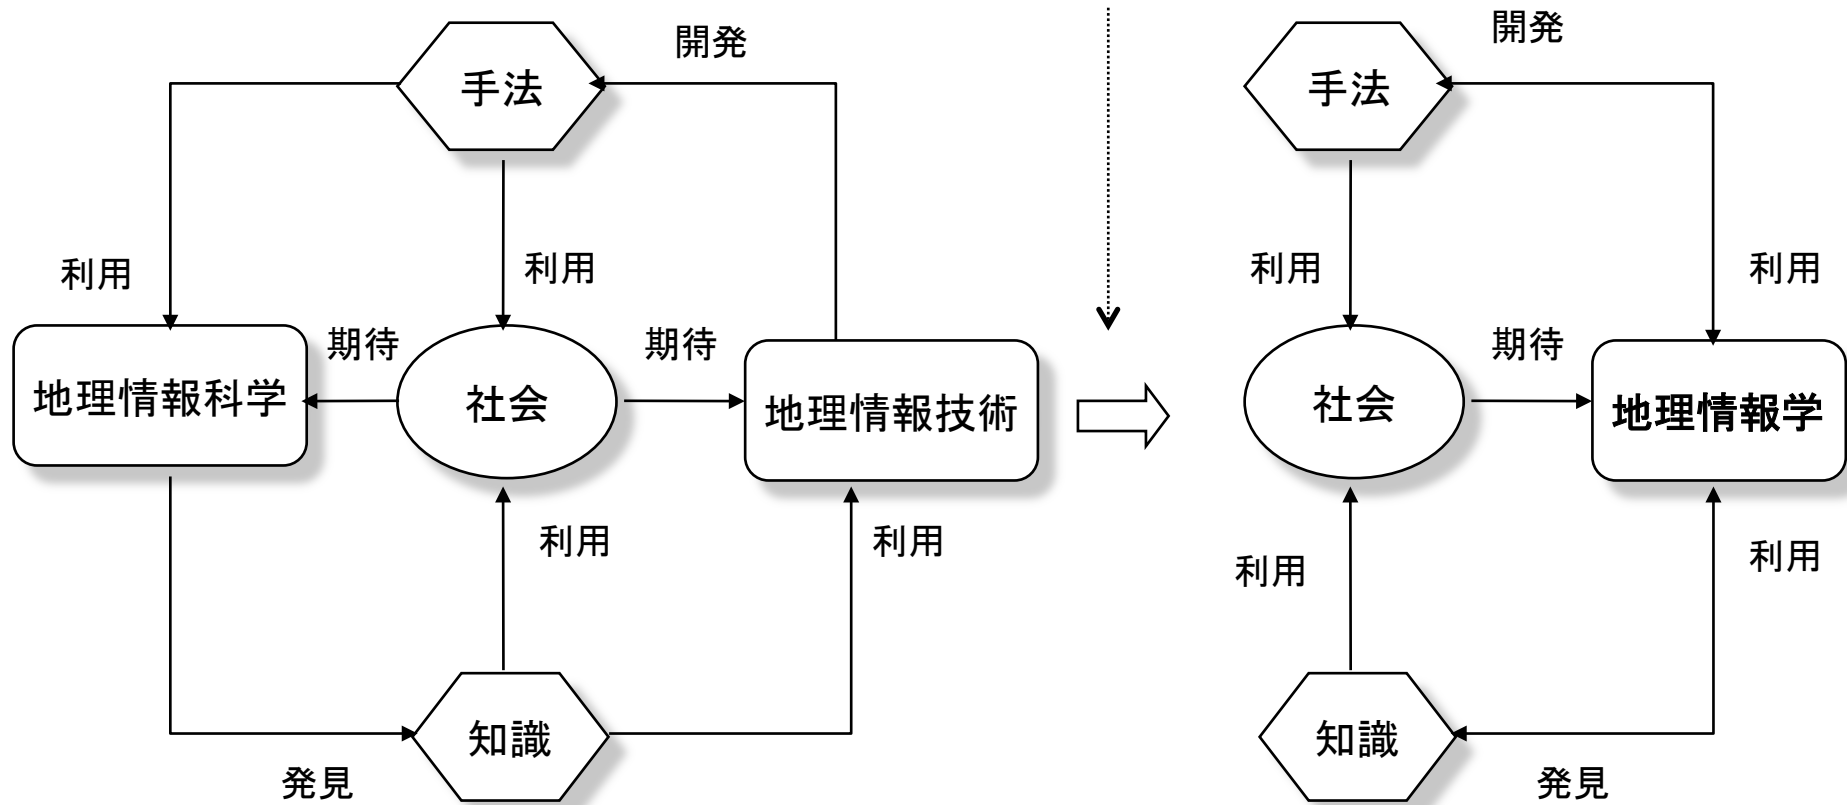 開発
手法
利用
利用
期待
期待
地理情報科学
社会
地理情報技術
利用
利用
知識
発見
開発
手法
利用
利用
期待
社会
地理情報学
利用
利用
知識
発見